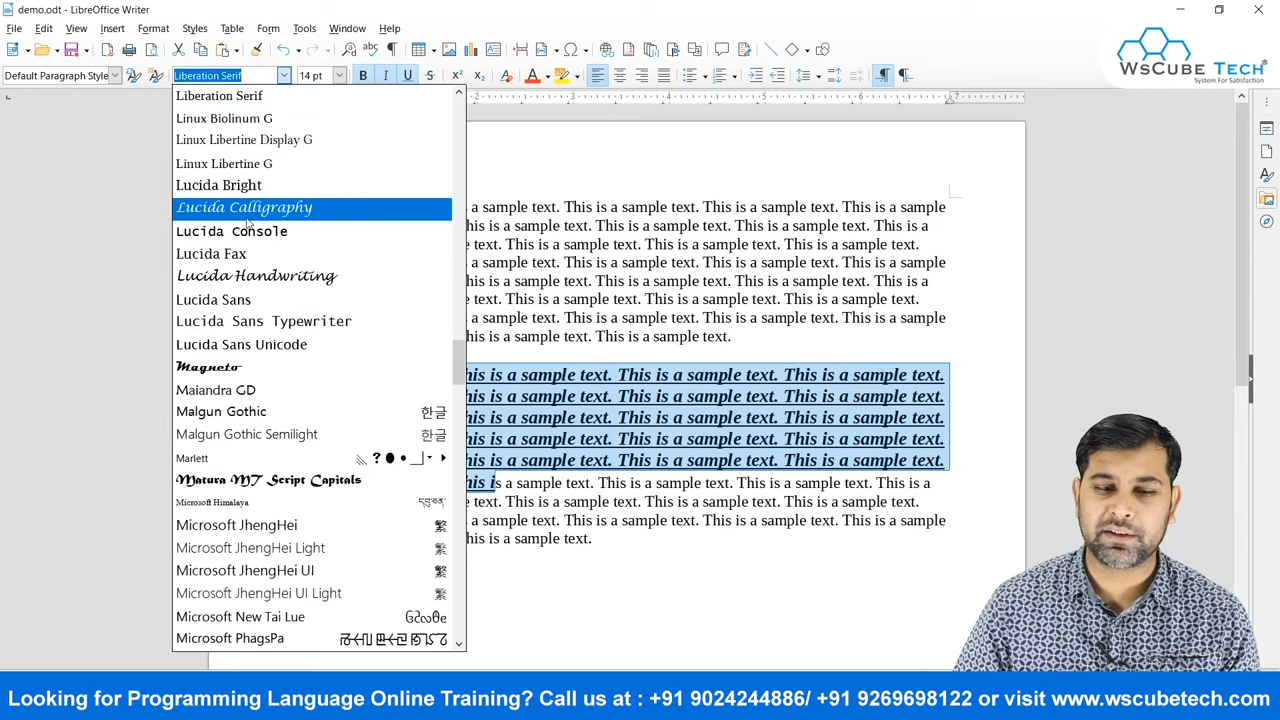 demo.odt - LibreOffice Writer
File Edit View Insert Format Styles Table Form Tools Window Help
Default Paragraph Style Liberation Serif 14 pt B I U S
Liberation Serif
Linux Biolinum G
Linux Libertine Display G
Linux Libertine G
Lucida Bright
Lucida Calligraphy
Lucida Console
Lucida Fax
Lucida Handwriting
Lucida Sans
Lucida Sans Typewriter
Lucida Sans Unicode
Magneto
Maiandra GD
Malgun Gothic 한글
Malgun Gothic Semilight 한글
Marlett
Matura MT Script Capitals
Microsoft Himalaya
Microsoft JhengHei 繁
Microsoft JhengHei Light 繁
Microsoft JhengHei UI 繁
Microsoft JhengHei UI Light 繁
Microsoft New Tai Lue
Microsoft PhagsPa
2 3 4 5 6 7
a sample text. This is a sample text. This is a sample text. This is a sample
his is a sample text. This is a sample text. This is a sample text. This is a
e text. This is a sample text. This is a sample text. This is a sample text.
a sample text. This is a sample text. This is a sample text. This is a sample
his is a sample text. This is a sample text. This is a sample text. This is a
e text. This is a sample text. This is a sample text. This is a sample text.
a sample text. This is a sample text. This is a sample text. This is a sample
his is a sample text. This is a sample text.
his is a sample text. This is a sample text. This is a sample text.
his is a sample text. This is a sample text. This is a sample text.
his is a sample text. This is a sample text. This is a sample text.
his is a sample text. This is a sample text. This is a sample text.
his is a sample text. This is a sample text. This is a sample text.
his is a sample text. This is a sample text. This is a sample text. This is a
e text. This is a sample text. This is a sample text. This is a sample text.
a sample text. This is a sample text. This is a sample text. This is a sample
his is a sample text.
WsCube Tech®
System For Satisfaction
Looking for Programming Language Online Training? Call us at : +91 9024244886/ +91 9269698122 or visit www.wscubetech.com